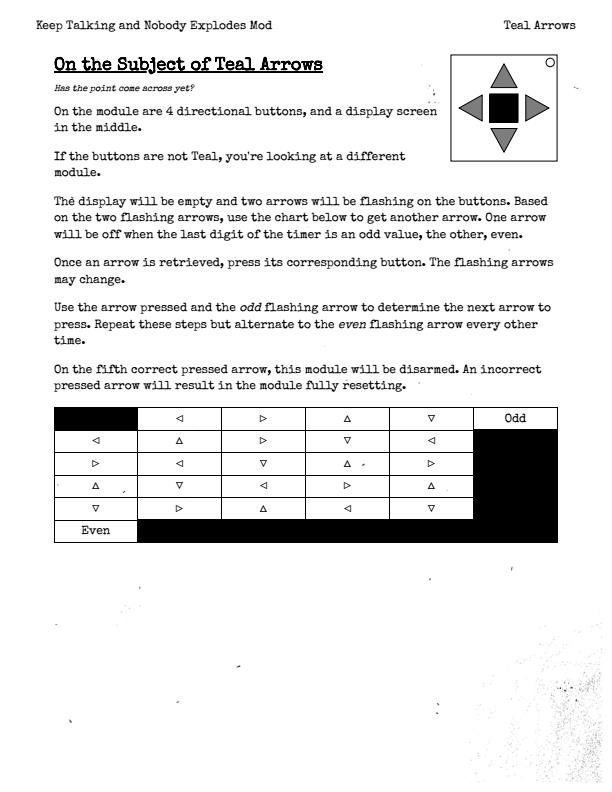 Keep Talking and Nobody Explodes Mod Teal Arrows
On the Subject of Teal Arrows
Has the point come across yet?
On the module are 4 directional buttons, and a display screen
in the middle.
If the buttons are not Teal, you're looking at a different
module.
The display will be empty and two arrows will be flashing on the buttons. Based
on the two flashing arrows, use the chart below to get another arrow. One arrow
will be off when the last digit of the timer is an odd value, the other, even.
Once an arrow is retrieved, press its corresponding button. The flashing arrows
may change.
Use the arrow pressed and the odd flashing arrow to determine the next arrow to
press. Repeat these steps but alternate to the even flashing arrow every other
time.
On the fifth correct pressed arrow, this module will be disarmed. An incorrect
pressed arrow will result in the module fully resetting.
◁ ▷ △ ▽ Odd
◁ △ ▷ ▽ ◁
▷ ◁ ▽ △ ▷
△ ▽ ◁ ▷ △
▽ ▷ △ ◁ ▽
Even